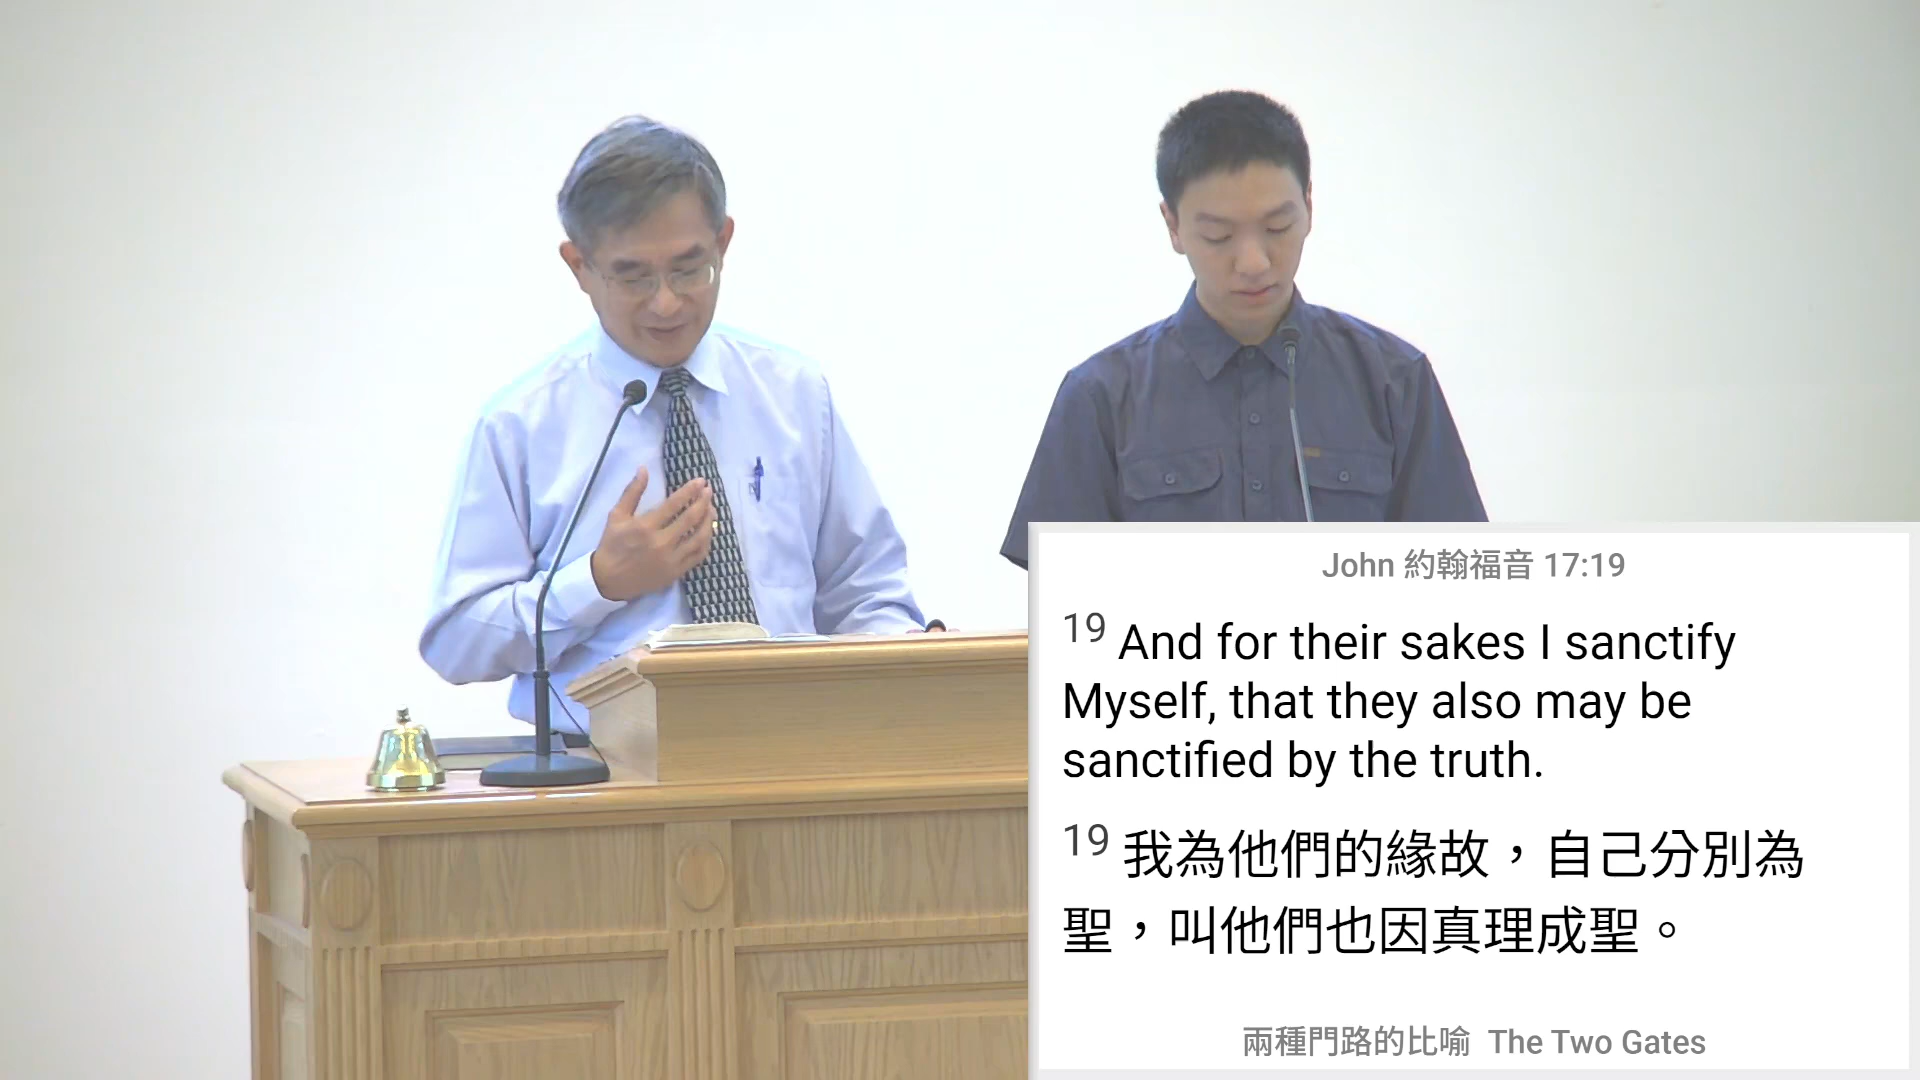 John 約翰福音 17:19
19 And for their sakes I sanctify
Myself, that they also may be
sanctified by the truth.
19 我為他們的緣故，自己分別為
聖，叫他們也因真理成聖。
兩種門路的比喻 The Two Gates